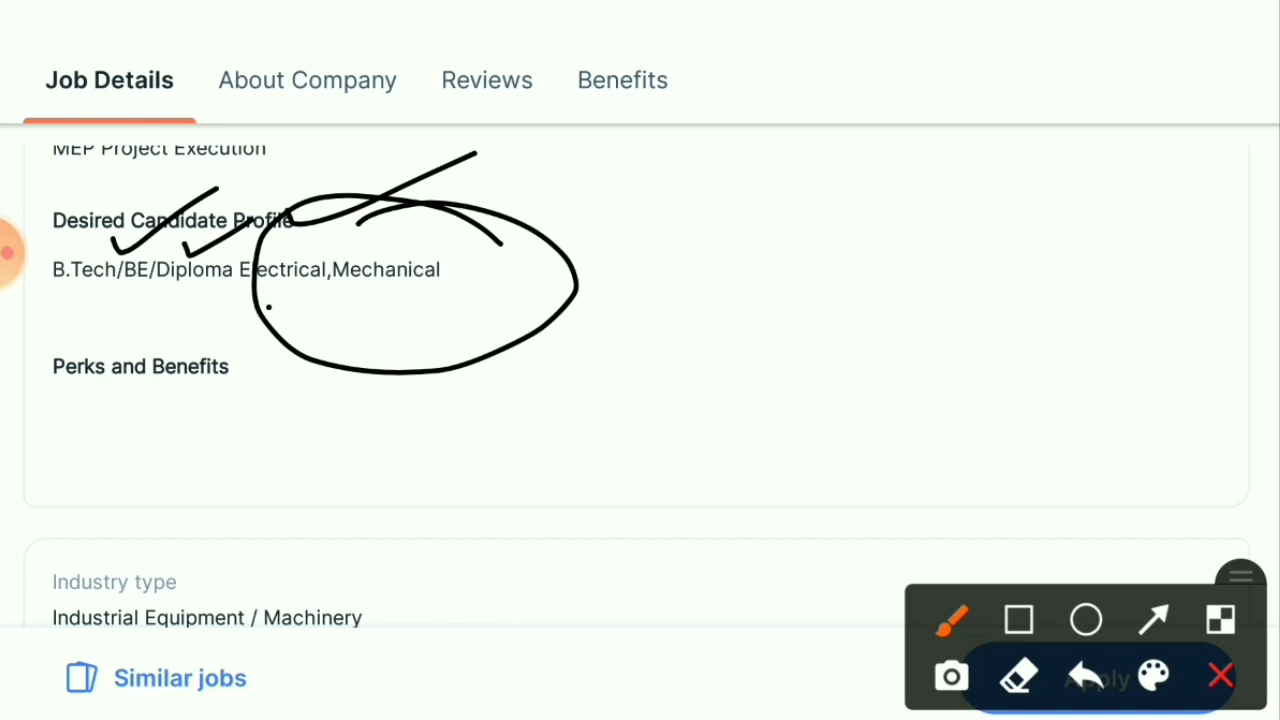 Job Details About Company Reviews Benefits
MEP Project Execution
Desired Candidate Profile
B.Tech/BE/Diploma Electrical,Mechanical
Perks and Benefits
Industry type
Industrial Equipment / Machinery
Similar jobs
Apply